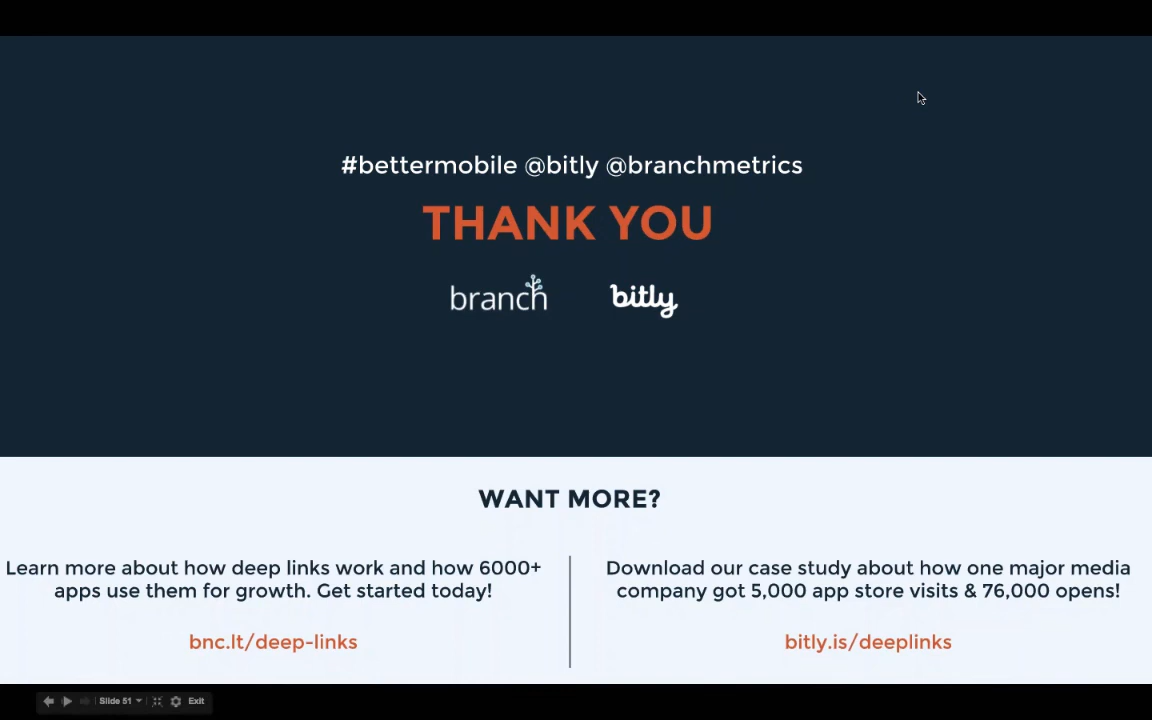 #bettermobile @bitly @branchmetrics
THANK YOU
branch
bitly
WANT MORE?
Learn more about how deep links work and how 6000+
apps use them for growth. Get started today!
bnc.lt/deep-links
Download our case study about how one major media
company got 5,000 app store visits & 76,000 opens!
bitly.is/deeplinks
Slide 51
Exit